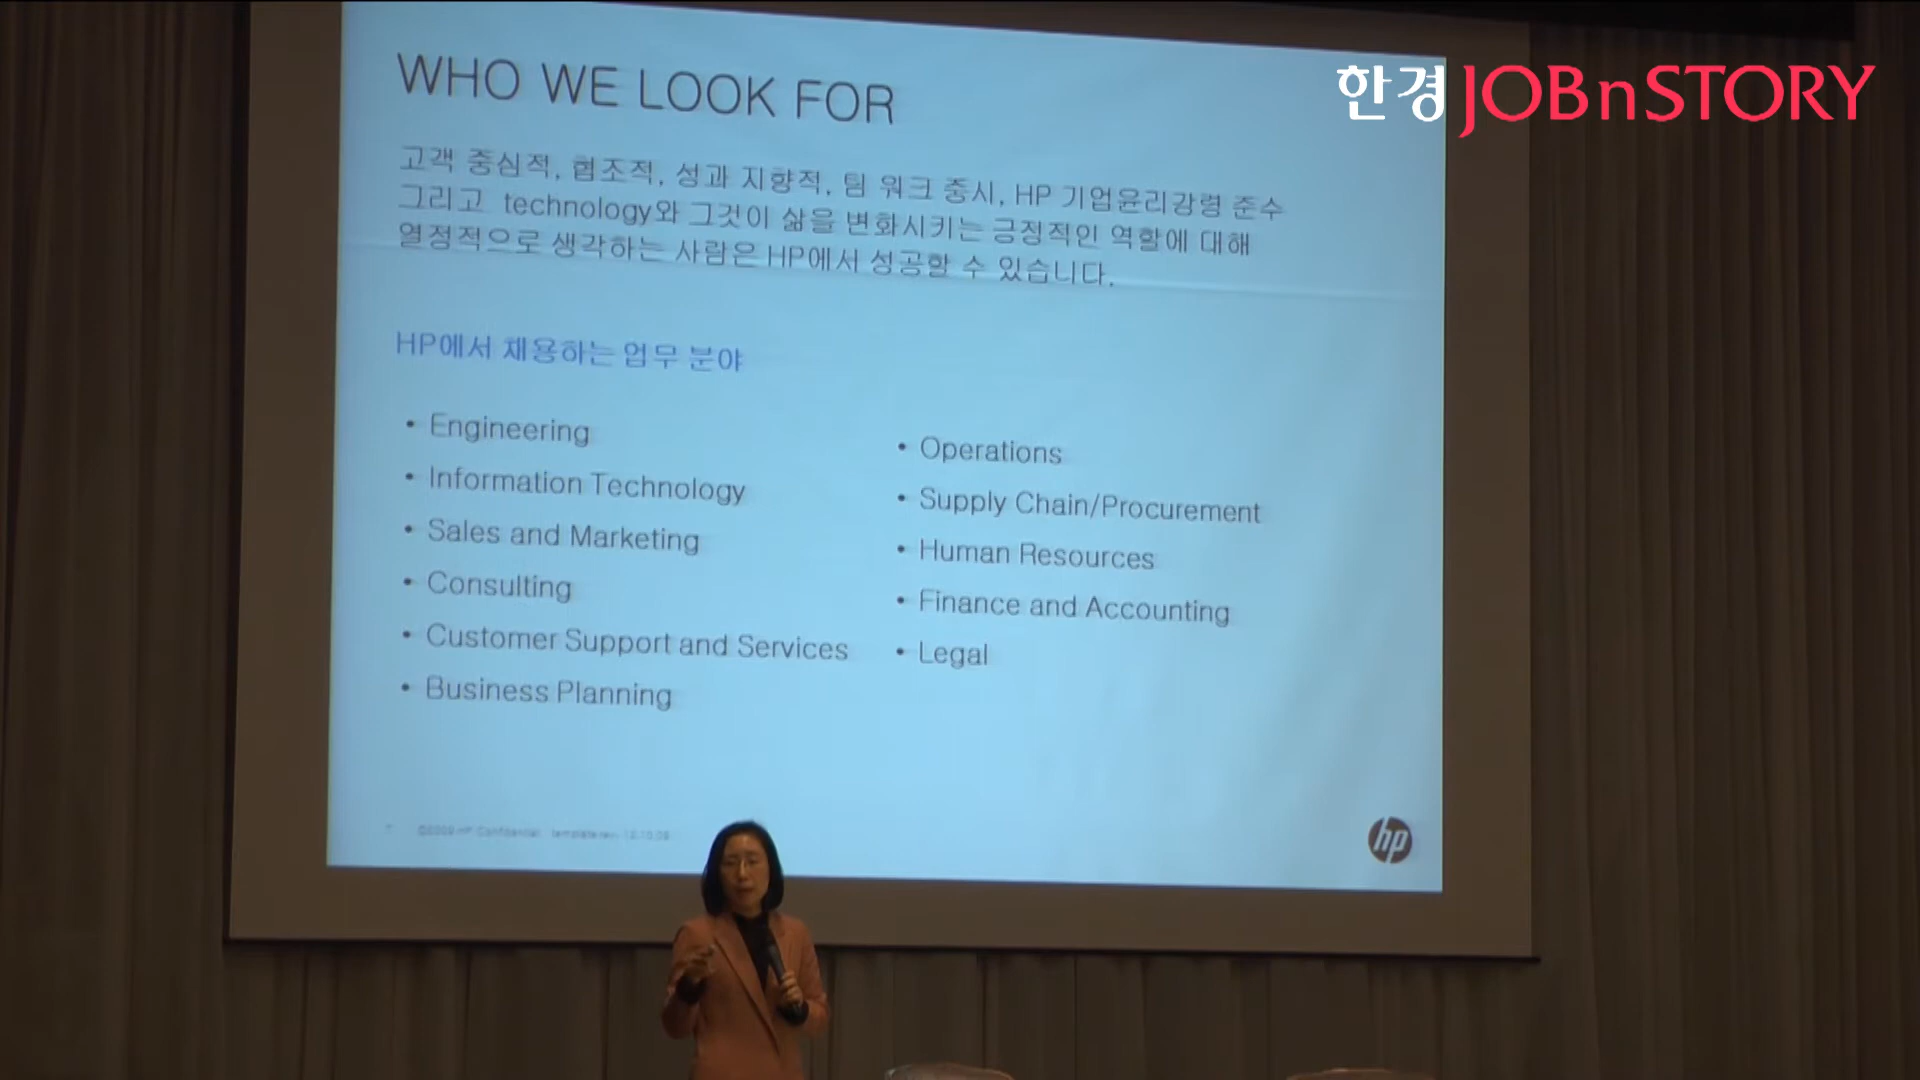 한경 JOBnSTORY
WHO WE LOOK FOR
고객 중심적, 협조적, 성과 지향적, 팀 워크 중시, HP 기업윤리강령 준수
그리고 technology와 그것이 삶을 변화시키는 긍정적인 역할에 대해
열정적으로 생각하는 사람은 HP에서 성공할 수 있습니다.
HP에서 채용하는 업무 분야
• Engineering
• Information Technology
• Sales and Marketing
• Consulting
• Customer Support and Services
• Business Planning
• Operations
• Supply Chain/Procurement
• Human Resources
• Finance and Accounting
• Legal
©2009 HP Confidential
hp